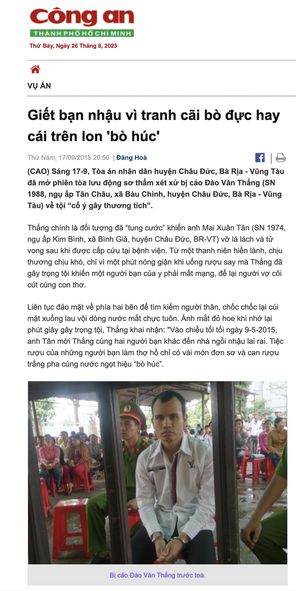 Công an
THÀNH PHỐ HỒ CHÍ MINH
Thứ Bảy, Ngày 26 Tháng 8, 2023
VỤ ÁN
Giết bạn nhậu vì tranh cãi bò đực hay
cái trên lon 'bò húc'
Thứ Năm, 17/09/2015 20:56 | Đăng Hoà
(CAO) Sáng 17-9, Tòa án nhân dân huyện Châu Đức, Bà Rịa - Vũng Tàu
đã mở phiên tòa lưu động sơ thẩm xét xử bị cáo Đào Văn Thắng (SN
1988, ngụ ấp Tân Châu, xã Bàu Chinh, huyện Châu Đức, Bà Rịa - Vũng
Tàu) về tội “cố ý gây thương tích”.
Thắng chính là đối tượng đã "tung cước" khiến anh Mai Xuân Tân (SN 1974,
ngụ ấp Kim Bình, xã Bình Giã, huyện Châu Đức, BR-VT) vỡ lá lách và tử
vong sau khi được cấp cứu tại bệnh viện. Từ một thanh niên hiền lành, chịu
thương chịu khó, chỉ vì một phút nóng giận khi uống rượu say mà Thắng đã
gây trọng tội khiến một người bạn của y phải mất mạng, để lại người vợ côi
cút cùng con thơ.
Liên tục đảo mặt về phía hai bên để tìm kiếm người thân, chốc chốc lại cúi
mặt xuống lau vội dòng nước mắt chực tuôn. Ánh mắt đỏ hoe khi nhớ lại
phút giây gây trọng tội, Thắng khai nhận: "Vào chiều tối tối ngày 9-5-2015,
anh Tân mời Thắng cùng hai người bạn khác đến nhà ngồi nhậu lai rai. Tiệc
rượu của những người làm thợ hồ chỉ có vài món đơn sơ và can rượu
trắng pha cùng nước ngọt hiệu “bò húc”.
Bị cáo Đào Văn Thắng trước toà.